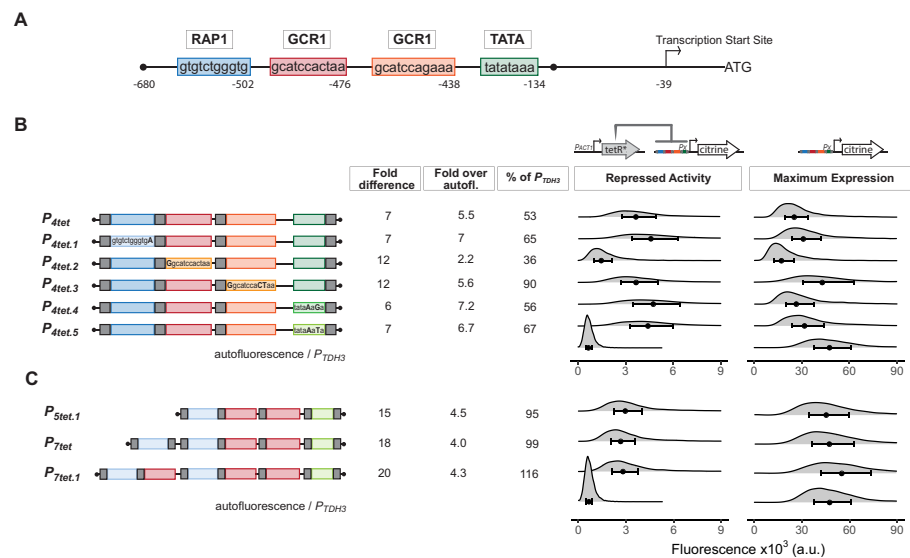 A
RAP1 GCR1 GCR1 TATA
Transcription Start Site
gtgtctgggtg gcatccactaa gcatccagaaa tatataaa
ATG
-680 -502 -476 -438 -134 -39
B
PACT1 tetR* PX citrine PX citrine
Fold difference Fold over autofl. % of PTDH3 Repressed Activity Maximum Expression
P4tet 7 5.5 53
P4tet.1 gtgtctgggtgA 7 7 65
P4tet.2 Ggcatccactaa 12 2.2 36
P4tet.3 GgcatccaCTaa 12 5.6 90
P4tet.4 tataAaGa 6 7.2 56
P4tet.5 tataAaTa 7 6.7 67
autofluorescence / PTDH3
0 3 6 9 0 30 60 90
C
P5tet.1 15 4.5 95
P7tet 18 4.0 99
P7tet.1 20 4.3 116
autofluorescence / PTDH3
0 3 6 9 0 30 60 90
Fluorescence x10³ (a.u.)